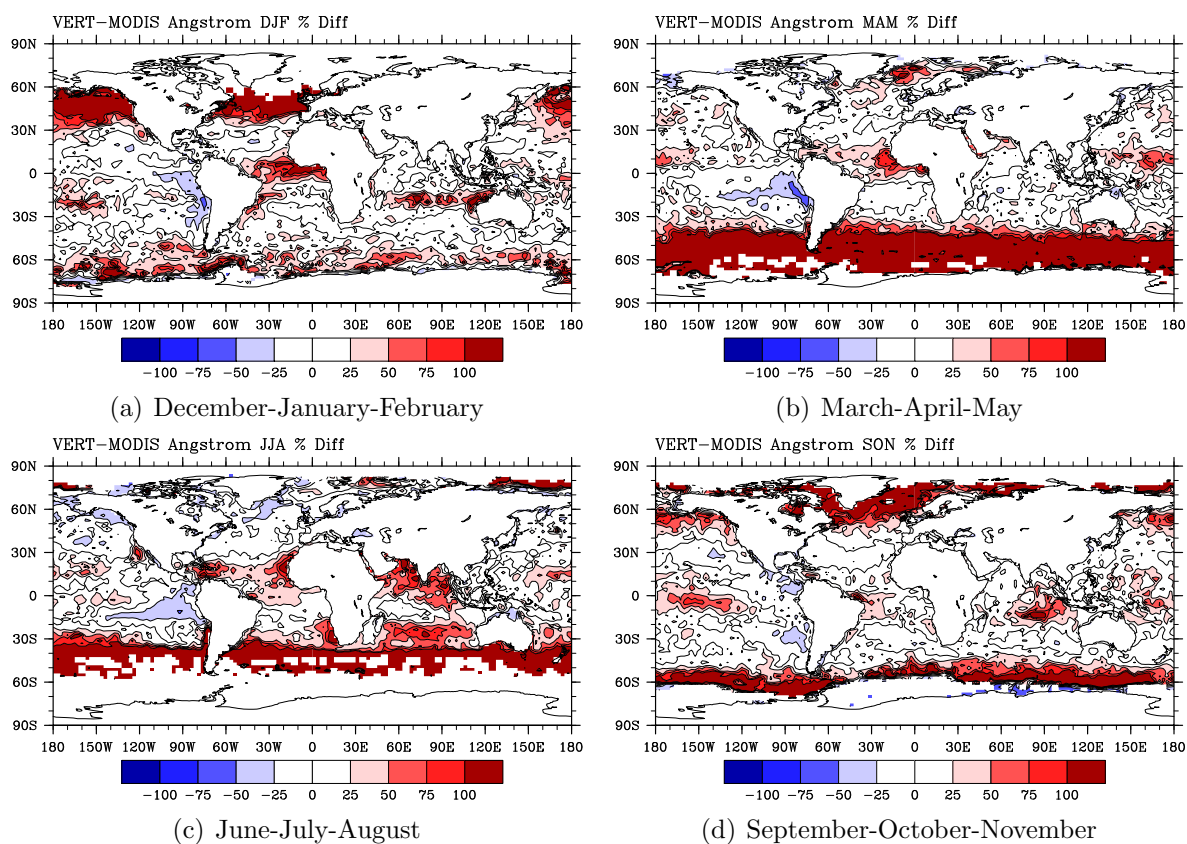 VERT-MODIS Angstrom DJF % Diff
90N
60N
30N
0
30S
60S
90S
180 150W 120W 90W 60W 30W 0 30E 60E 90E 120E 150E 180
-100 -75 -50 -25 0 25 50 75 100
(a) December-January-February
VERT-MODIS Angstrom MAM % Diff
90N
60N
30N
0
30S
60S
90S
180 150W 120W 90W 60W 30W 0 30E 60E 90E 120E 150E 180
-100 -75 -50 -25 0 25 50 75 100
(b) March-April-May
VERT-MODIS Angstrom JJA % Diff
90N
60N
30N
0
30S
60S
90S
180 150W 120W 90W 60W 30W 0 30E 60E 90E 120E 150E 180
-100 -75 -50 -25 0 25 50 75 100
(c) June-July-August
VERT-MODIS Angstrom SON % Diff
90N
60N
30N
0
30S
60S
90S
180 150W 120W 90W 60W 30W 0 30E 60E 90E 120E 150E 180
-100 -75 -50 -25 0 25 50 75 100
(d) September-October-November